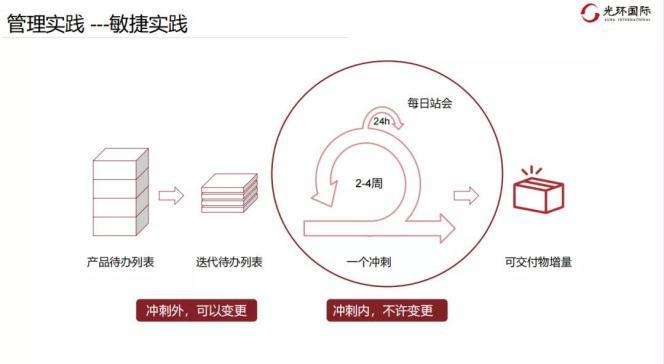 管理实践 ---敏捷实践
光环国际
每日站会
24h
2-4周
产品待办列表
迭代待办列表
一个冲刺
可交付物增量
冲刺外，可以变更
冲刺内，不许变更